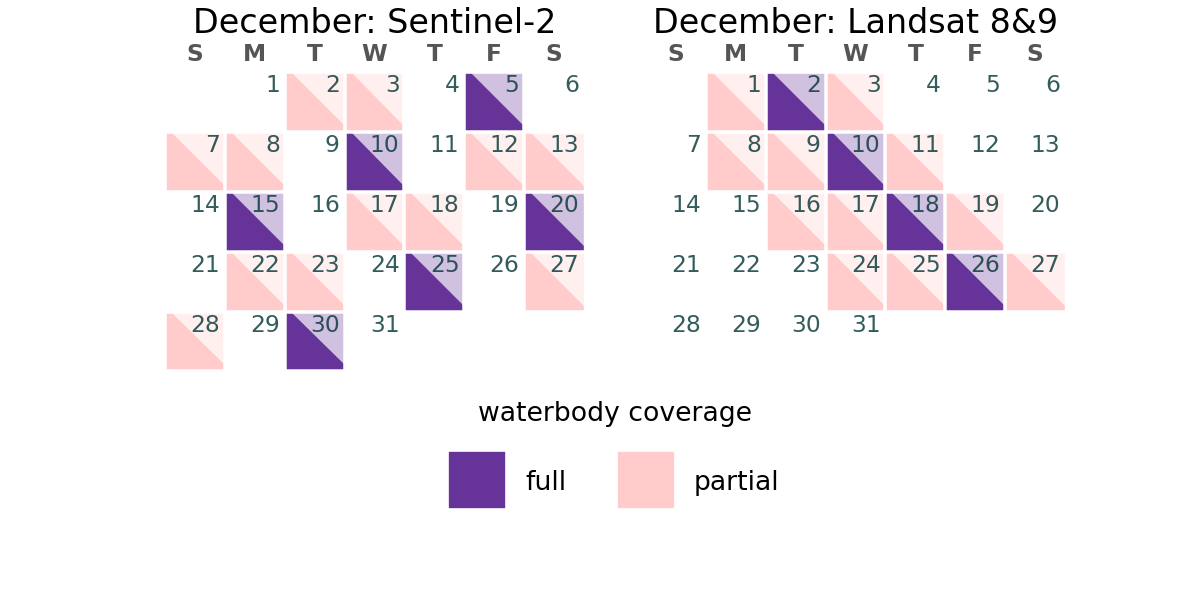 December: Sentinel-2
S M T W T F S
1 2 3 4 5 6
7 8 9 10 11 12 13
14 15 16 17 18 19 20
21 22 23 24 25 26 27
28 29 30 31
December: Landsat 8&9
S M T W T F S
1 2 3 4 5 6
7 8 9 10 11 12 13
14 15 16 17 18 19 20
21 22 23 24 25 26 27
28 29 30 31
waterbody coverage
full
partial